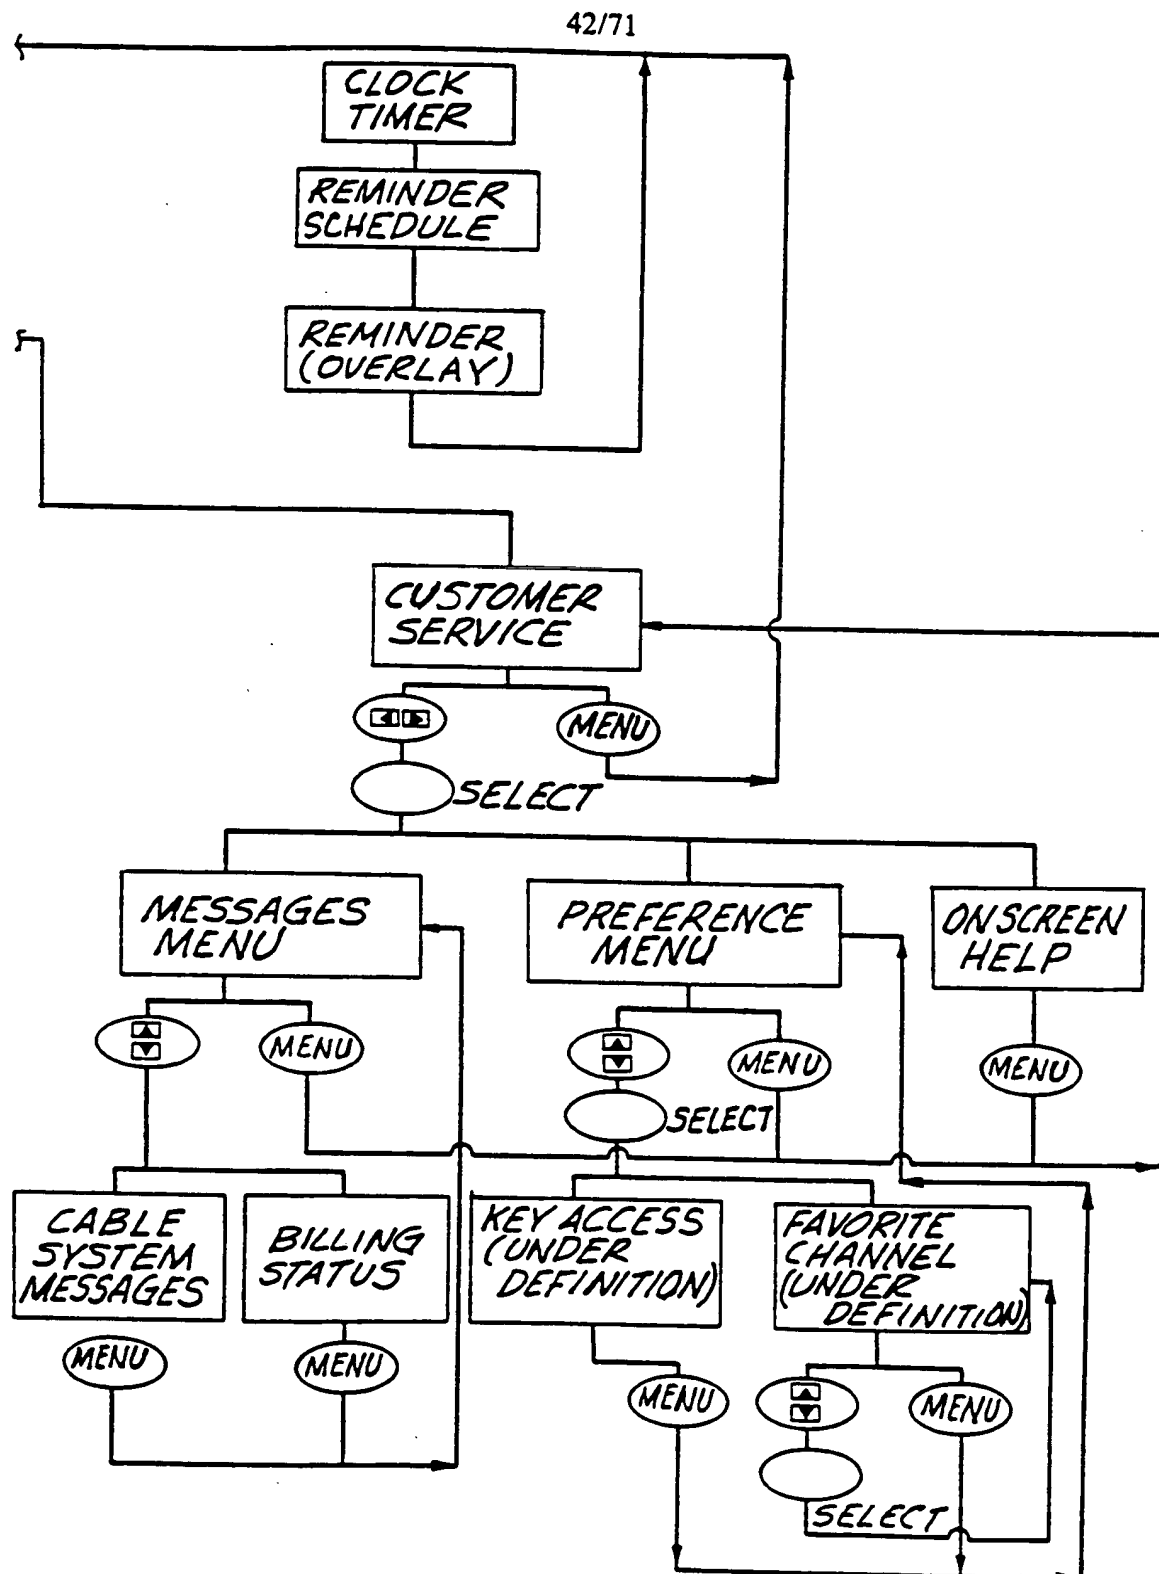 42/71
CLOCK
TIMER
REMINDER
SCHEDULE
REMINDER
(OVERLAY)
CUSTOMER
SERVICE
MENU
SELECT
MESSAGES
MENU
PREFERENCE
MENU
ONSCREEN
HELP
MENU
MENU
MENU
SELECT
CABLE
SYSTEM
MESSAGES
BILLING
STATUS
KEY ACCESS
(UNDER
DEFINITION)
FAVORITE
CHANNEL
(UNDER
DEFINITION)
MENU
MENU
MENU
MENU
SELECT